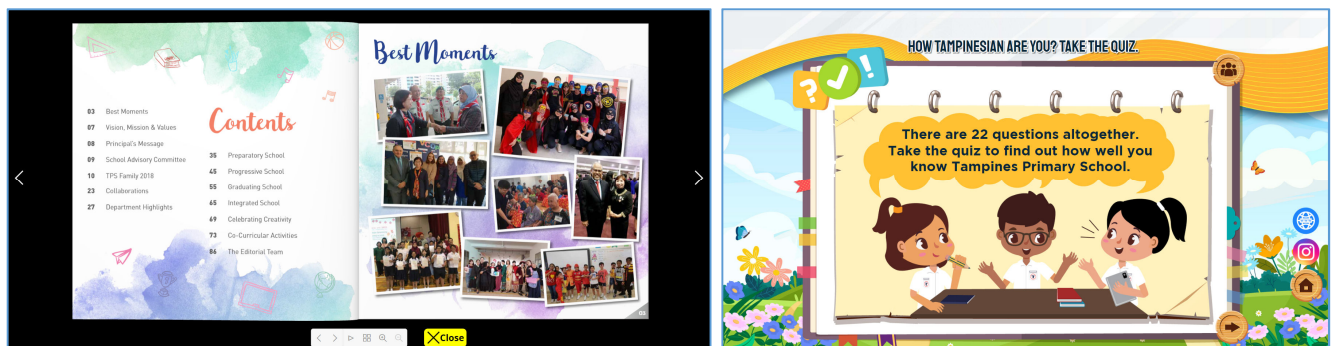 Best Moments
Contents
03 Best Moments
07 Vision, Mission & Values
08 Principal's Message
09 School Advisory Committee
10 TPS Family 2018
23 Collaborations
27 Department Highlights
35 Preparatory School
45 Progressive School
55 Graduating School
65 Integrated School
69 Celebrating Creativity
73 Co-Curricular Activities
86 The Editorial Team
03
Close
HOW TAMPINESIAN ARE YOU? TAKE THE QUIZ.
There are 22 questions altogether.
Take the quiz to find out how well you
know Tampines Primary School.